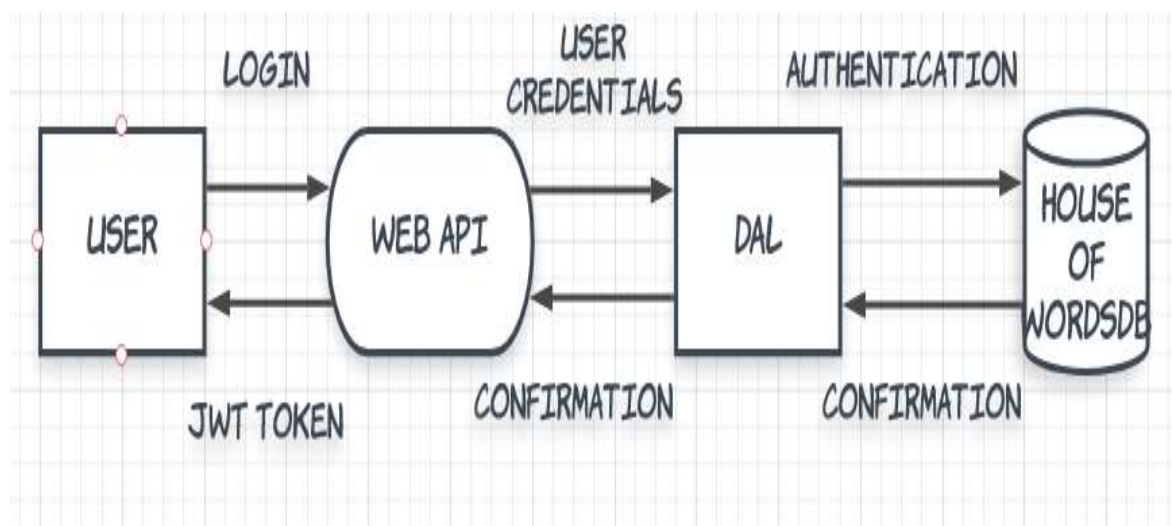 LOGIN
USER
CREDENTIALS
AUTHENTICATION
USER
WEB API
DAL
HOUSE
OF
WORDSDB
JWT TOKEN
CONFIRMATION
CONFIRMATION